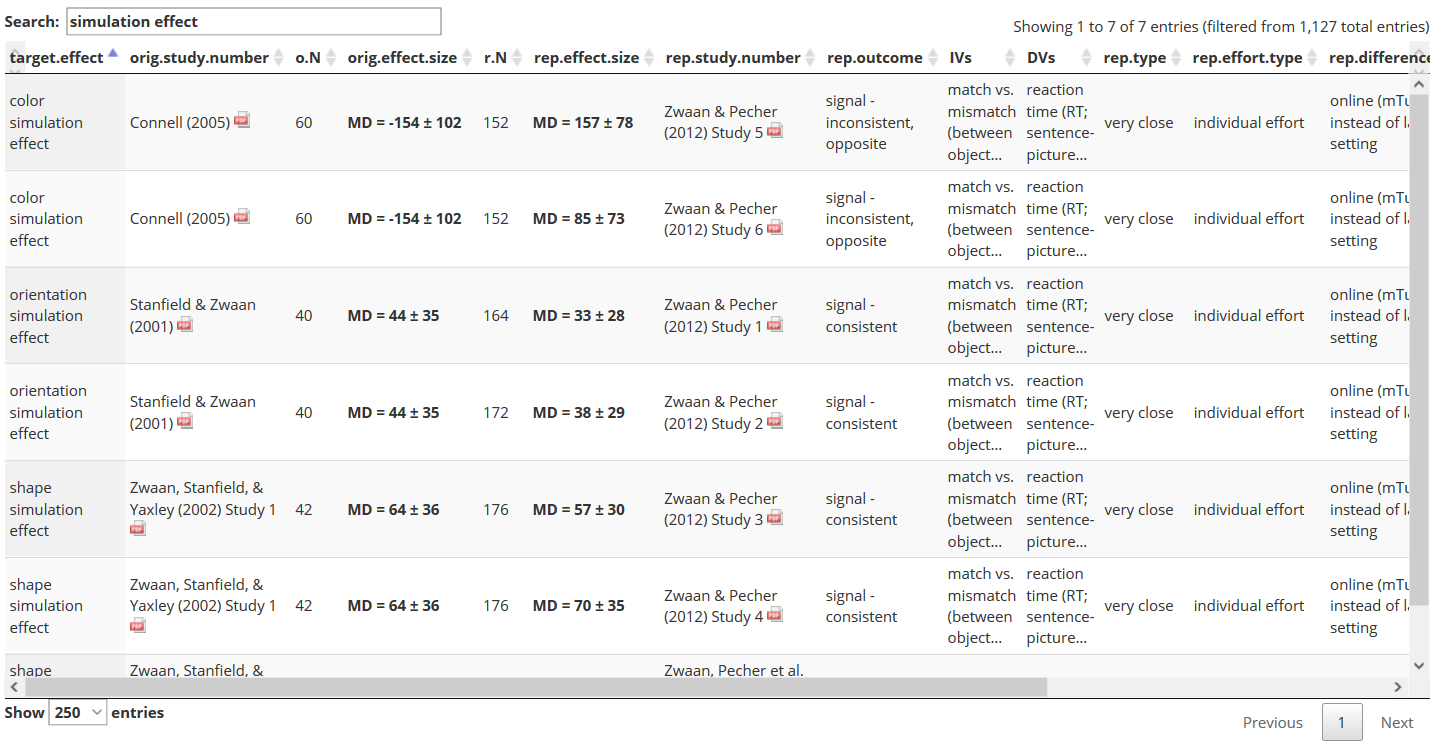 Search: simulation effect
Showing 1 to 7 of 7 entries (filtered from 1,127 total entries)
target.effect orig.study.number o.N orig.effect.size r.N rep.effect.size rep.study.number rep.outcome IVs DVs rep.type rep.effort.type rep.difference
color simulation effect Connell (2005) 60 MD = -154 ± 102 152 MD = 157 ± 78 Zwaan & Pecher (2012) Study 5 signal - inconsistent, opposite match vs. mismatch (between object... reaction time (RT; sentence-picture... very close individual effort online (mTu instead of la setting
color simulation effect Connell (2005) 60 MD = -154 ± 102 152 MD = 85 ± 73 Zwaan & Pecher (2012) Study 6 signal - inconsistent, opposite match vs. mismatch (between object... reaction time (RT; sentence-picture... very close individual effort online (mTu instead of la setting
orientation simulation effect Stanfield & Zwaan (2001) 40 MD = 44 ± 35 164 MD = 33 ± 28 Zwaan & Pecher (2012) Study 1 signal - consistent match vs. mismatch (between object... reaction time (RT; sentence-picture... very close individual effort online (mTu instead of la setting
orientation simulation effect Stanfield & Zwaan (2001) 40 MD = 44 ± 35 172 MD = 38 ± 29 Zwaan & Pecher (2012) Study 2 signal - consistent match vs. mismatch (between object... reaction time (RT; sentence-picture... very close individual effort online (mTu instead of la setting
shape simulation effect Zwaan, Stanfield, & Yaxley (2002) Study 1 42 MD = 64 ± 36 176 MD = 57 ± 30 Zwaan & Pecher (2012) Study 3 signal - consistent match vs. mismatch (between object... reaction time (RT; sentence-picture... very close individual effort online (mTu instead of la setting
shape simulation effect Zwaan, Stanfield, & Yaxley (2002) Study 1 42 MD = 64 ± 36 176 MD = 70 ± 35 Zwaan & Pecher (2012) Study 4 signal - consistent match vs. mismatch (between object... reaction time (RT; sentence-picture... very close individual effort online (mTu instead of la setting
shape Zwaan, Stanfield, & Zwaan, Pecher et al.
Show 250 entries
Previous 1 Next